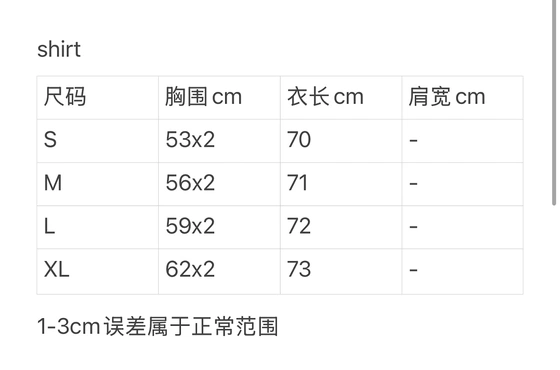 shirt
尺码 胸围cm 衣长cm 肩宽cm
S 53x2 70 -
M 56x2 71 -
L 59x2 72 -
XL 62x2 73 -
1-3cm误差属于正常范围